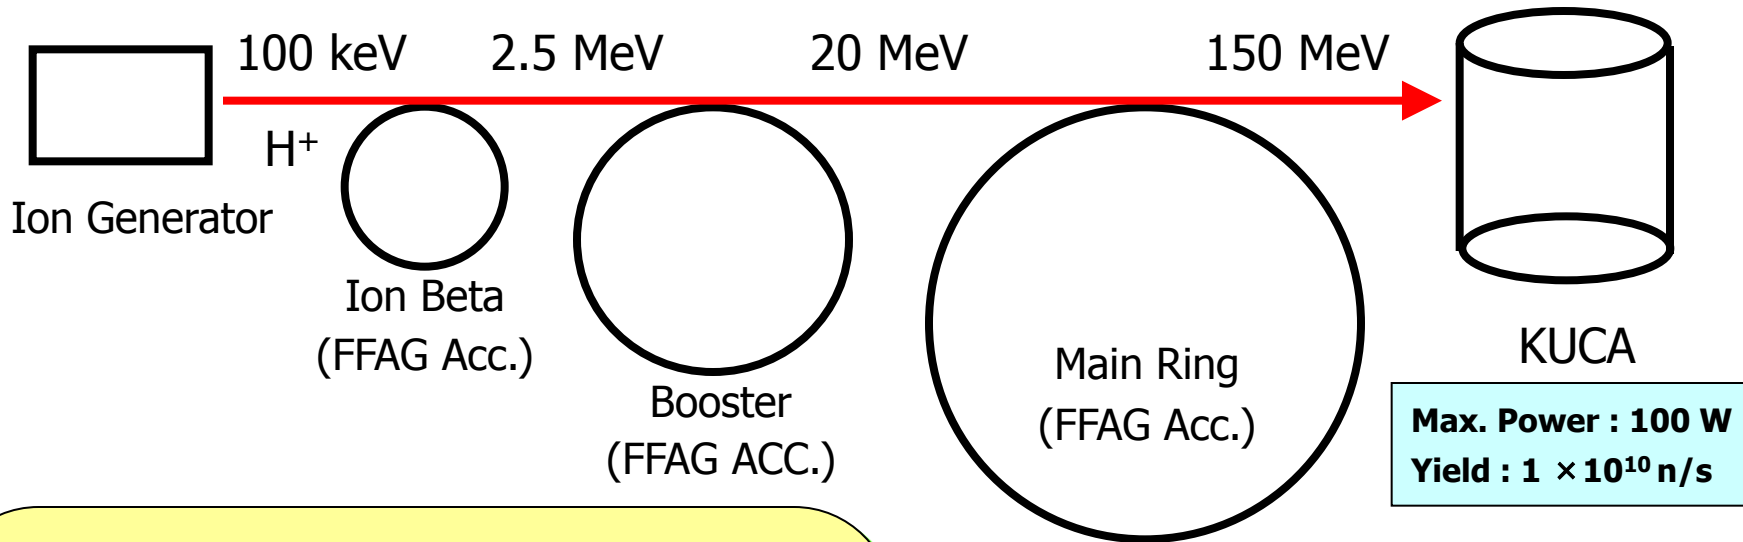 100 keV
2.5 MeV
20 MeV
150 MeV
H⁺
Ion Generator
Ion Beta
(FFAG Acc.)
Booster
(FFAG ACC.)
Main Ring
(FFAG Acc.)
KUCA
Max. Power : 100 W
Yield : 1 ×10¹⁰ n/s